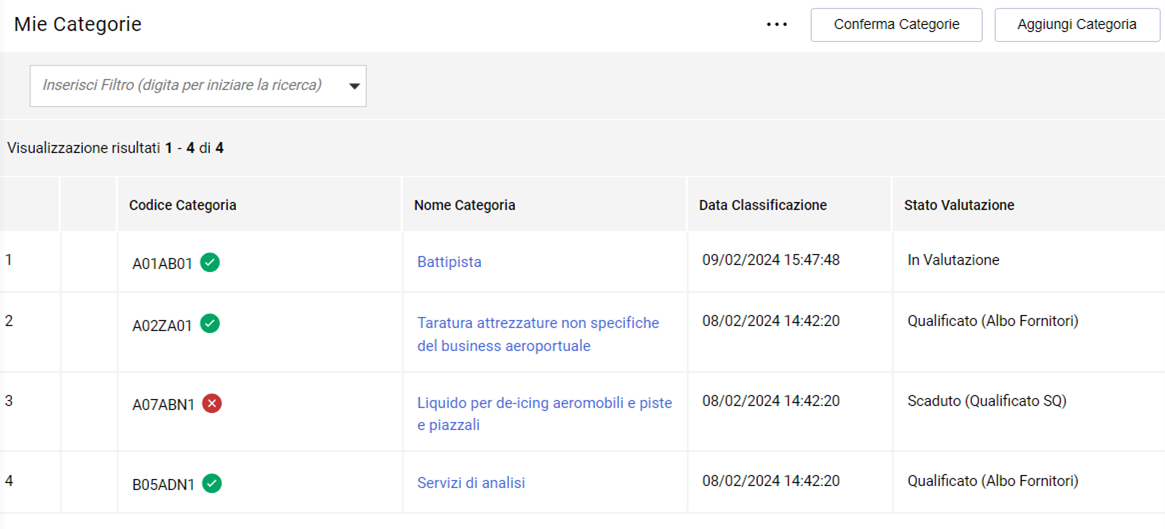 Mie Categorie
... Conferma Categorie Aggiungi Categoria
Inserisci Filtro (digita per iniziare la ricerca)
Visualizzazione risultati 1 - 4 di 4
Codice Categoria Nome Categoria Data Classificazione Stato Valutazione
1 A01AB01 Battipista 09/02/2024 15:47:48 In Valutazione
2 A02ZA01 Taratura attrezzature non specifiche 08/02/2024 14:42:20 Qualificato (Albo Fornitori)
del business aeroportuale
3 A07ABN1 Liquido per de-icing aeromobili e piste 08/02/2024 14:42:20 Scaduto (Qualificato SQ)
e piazzali
4 B05ADN1 Servizi di analisi 08/02/2024 14:42:20 Qualificato (Albo Fornitori)